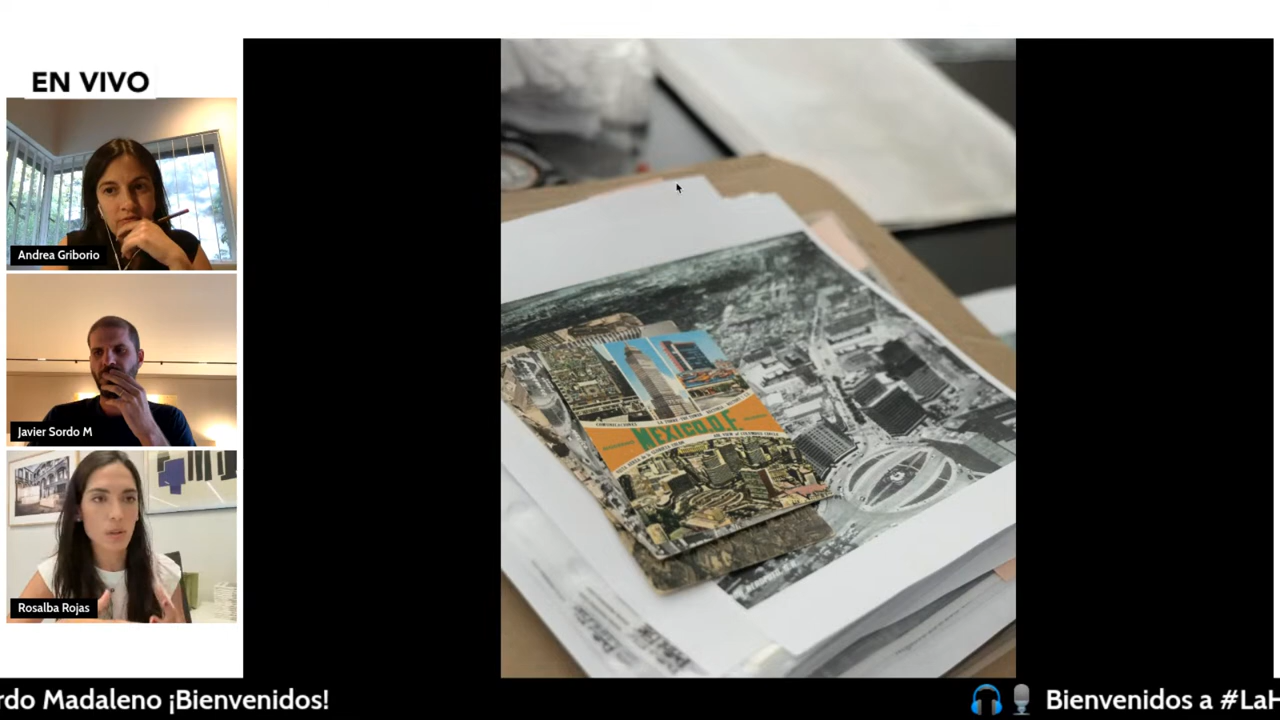 EN VIVO
Andrea Griborio
Javier Sordo M
Rosalba Rojas
MEXICO, D.F.
rdo Madaleno ¡Bienvenidos!
Bienvenidos a #LaH